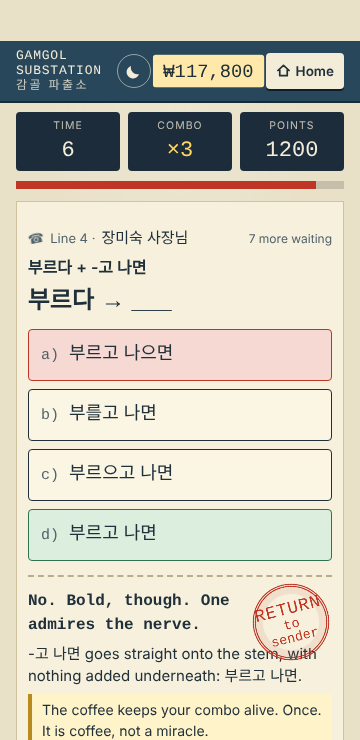 GAMGOL
SUBSTATION
감골 파출소
₩117,800
Home
TIME
6
COMBO
×3
POINTS
1200
☎ Line 4 · 장미숙 사장님
7 more waiting
부르다 + -고 나면
부르다 → ___
a) 부르고 나으면
b) 부를고 나면
c) 부르으고 나면
d) 부르고 나면
No. Bold, though. One
admires the nerve.
RETURN
to
sender
-고 나면 goes straight onto the stem, with
nothing added underneath: 부르고 나면.
The coffee keeps your combo alive. Once.
It is coffee, not a miracle.